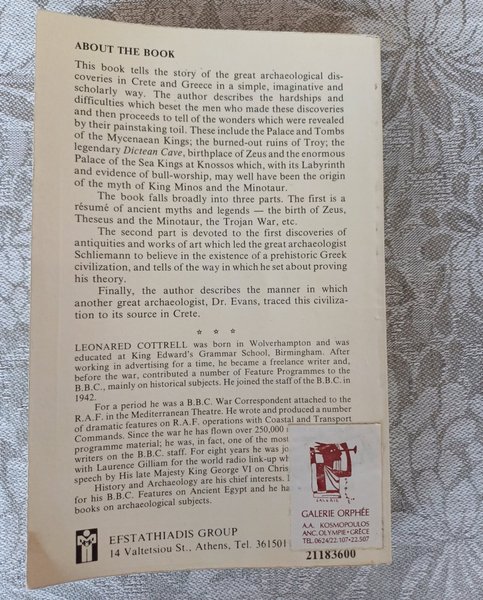 ABOUT THE BOOK
This book tells the story of the great archaeological dis-
coveries in Crete and Greece in a simple, imaginative and
scholarly way. The author describes the hardships and
difficulties which beset the men who made these discoveries
and then proceeds to tell of the wonders which were revealed
by their painstaking toil. These include the Palace and Tombs
of the Mycenaean Kings; the burned-out ruins of Troy; the
legendary Dictean Cave, birthplace of Zeus and the enormous
Palace of the Sea Kings at Knossos which, with its Labyrinth
and evidence of bull-worship, may well have been the origin
of the myth of King Minos and the Minotaur.
The book falls broadly into three parts. The first is a
résumé of ancient myths and legends — the birth of Zeus,
Theseus and the Minotaur, the Trojan War, etc.
The second part is devoted to the first discoveries of
antiquities and works of art which led the great archaeologist
Schliemann to believe in the existence of a prehistoric Greek
civilization, and tells of the way in which he set about proving
his theory.
Finally, the author describes the manner in which
another great archaeologist, Dr. Evans, traced this civiliza-
tion to its source in Crete.
* * *
LEONARED COTTRELL was born in Wolverhampton and was
educated at King Edward's Grammar School, Birmingham. After
working in advertising for a time, he became a freelance writer and,
before the war, contributed a number of Feature Programmes to the
B.B.C., mainly on historical subjects. He joined the staff of the B.B.C. in
1942.
For a period he was a B.B.C. War Correspondent attached to the
R.A.F. in the Mediterranean Theatre. He wrote and produced a number
of dramatic features on R.A.F. operations with Coastal and Transport
Commands. Since the war he has flown over 250,000
programme material; he was, in fact, one of the most
writers on the B.B.C. staff. For eight years he was
with Laurence Gilliam for the world radio link-up
speech by His late Majesty King George VI on
History and Archaeology are his chief interests.
for his B.B.C. Features on Ancient Egypt and he
books on archaeological subjects.
GALERIE
GALERIE ORPHÉE
A.A. KOSMOPOULOS
ANC. OLYMPIE • GRÈCE
TEL. 0624/22.107•22.507
EFSTATHIADIS GROUP
14 Valtetsiou St., Athens, Tel. 361501
21183600